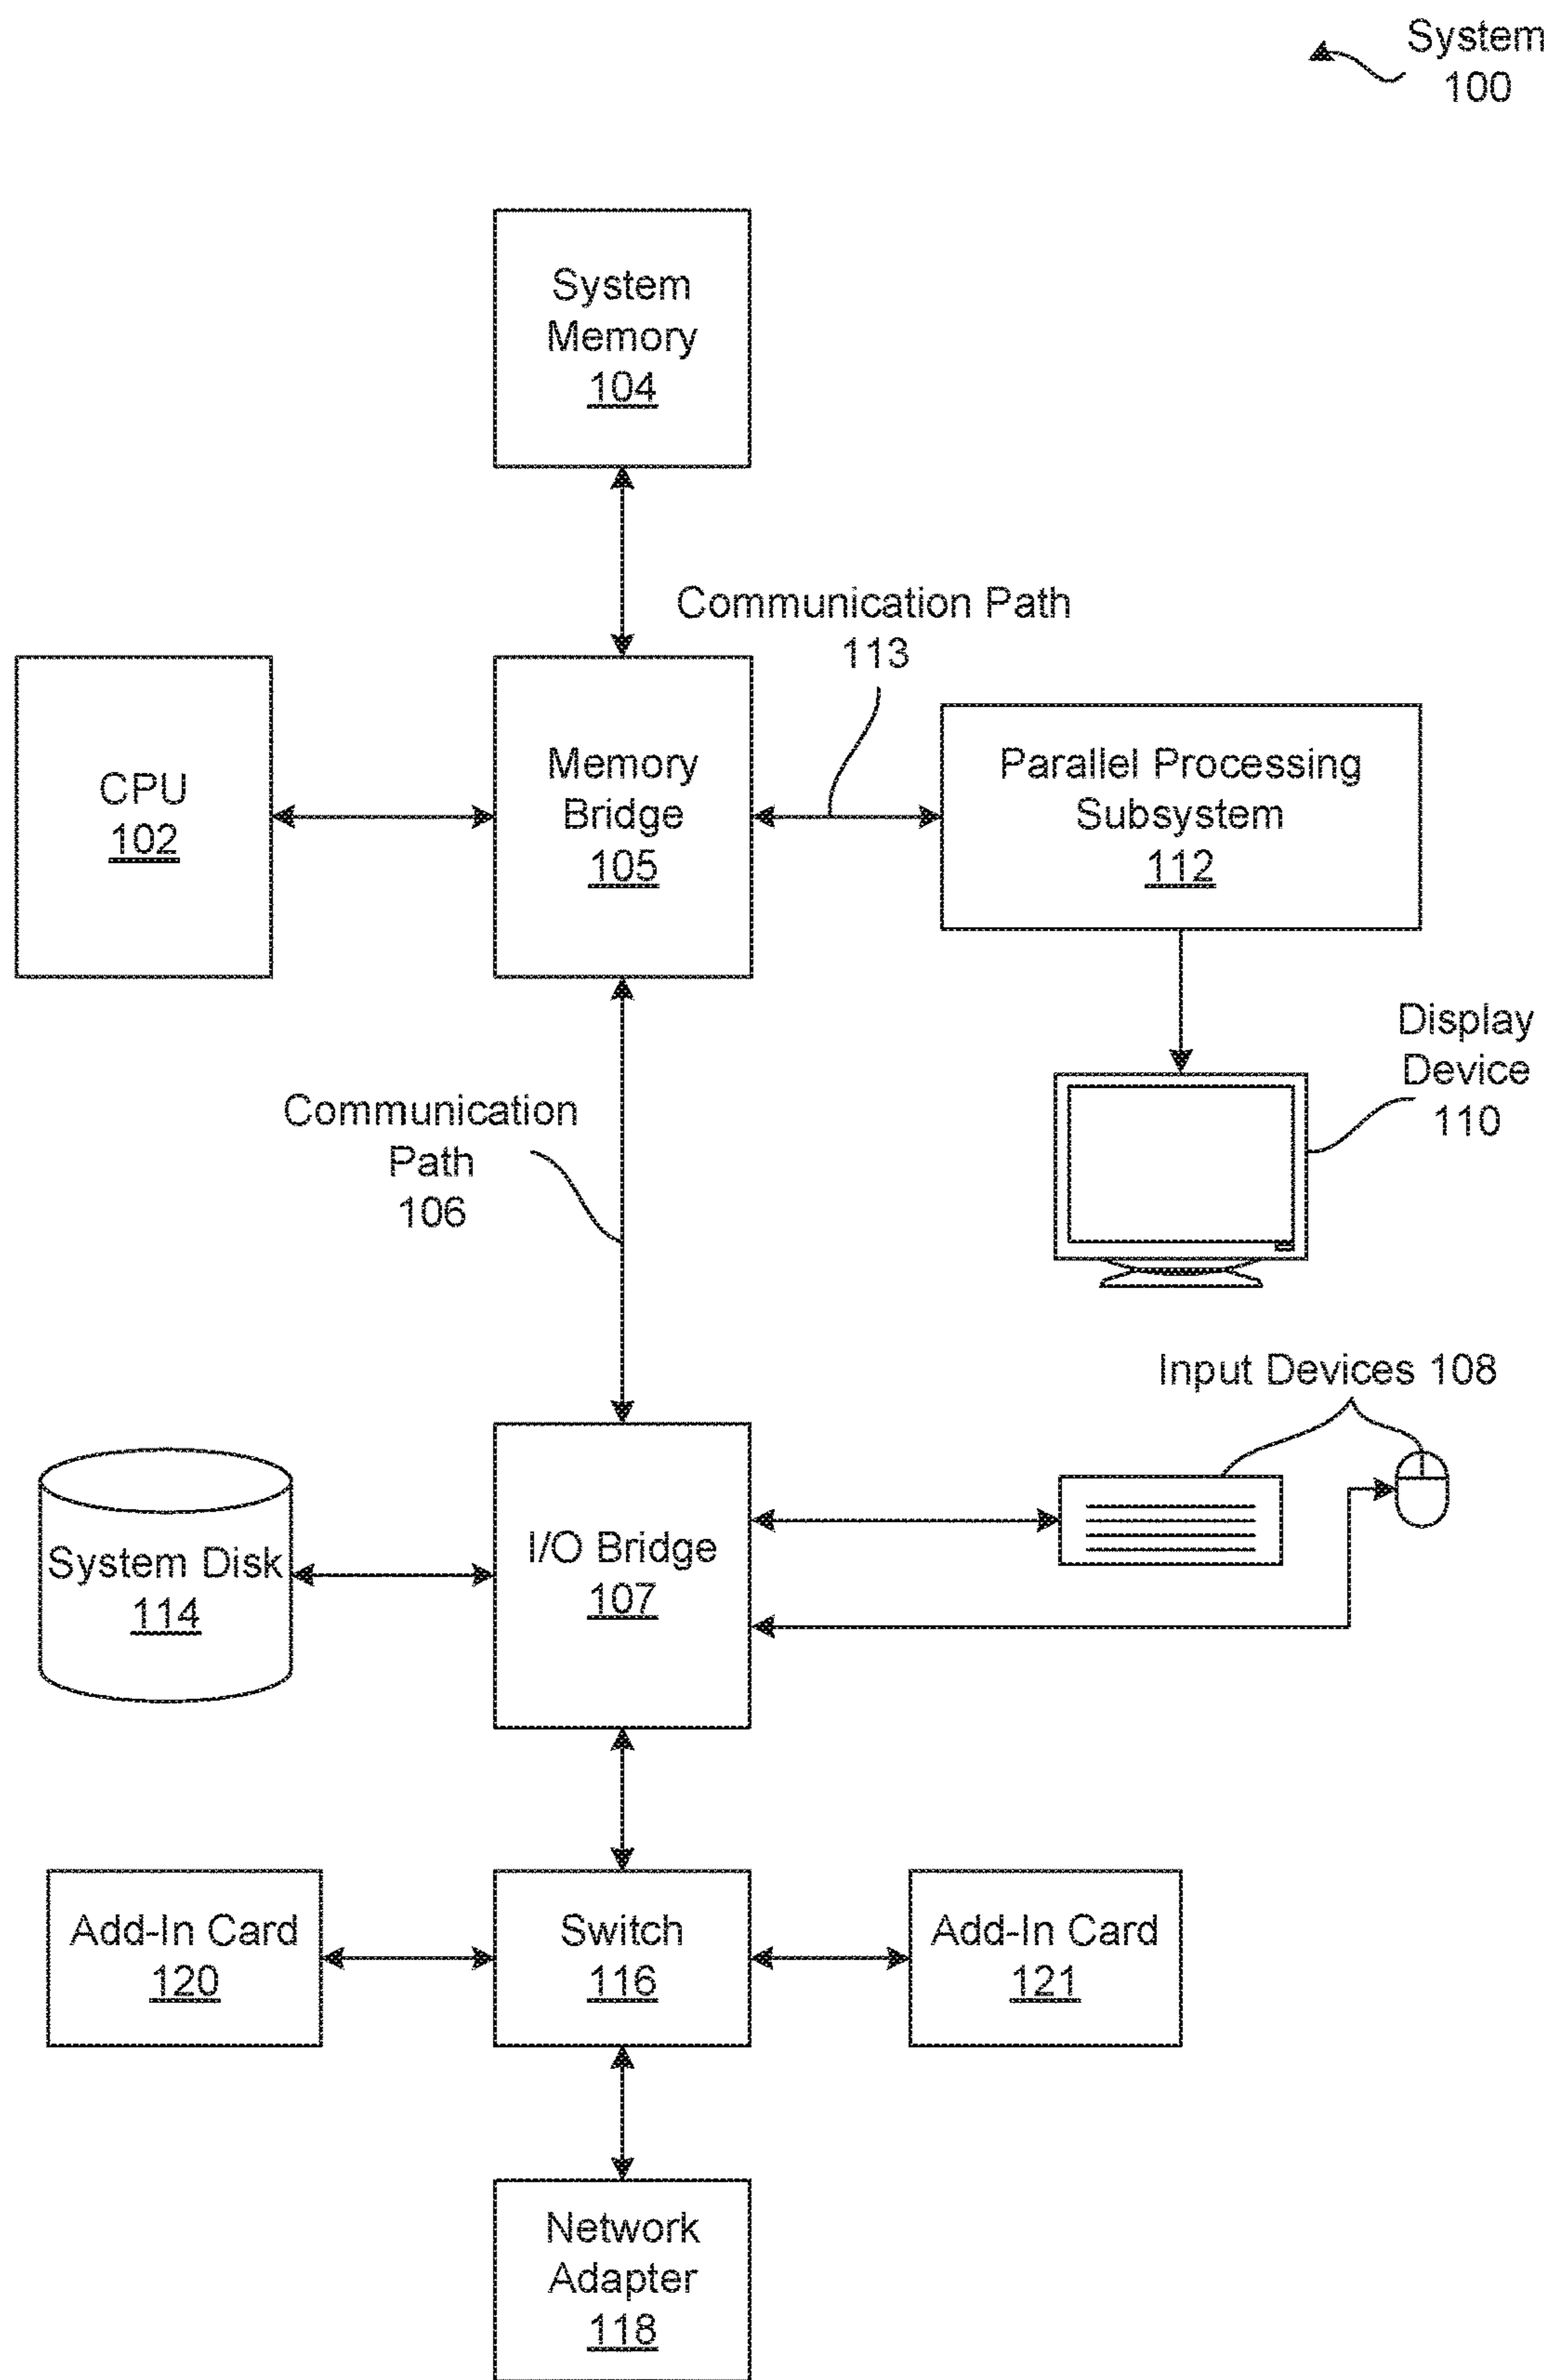 System
100
System
Memory
104
Communication Path
113
CPU
102
Memory
Bridge
105
Parallel Processing
Subsystem
112
Display
Device
110
Communication
Path
106
Input Devices 108
System Disk
114
I/O Bridge
107
Add-In Card
120
Switch
116
Add-In Card
121
Network
Adapter
118